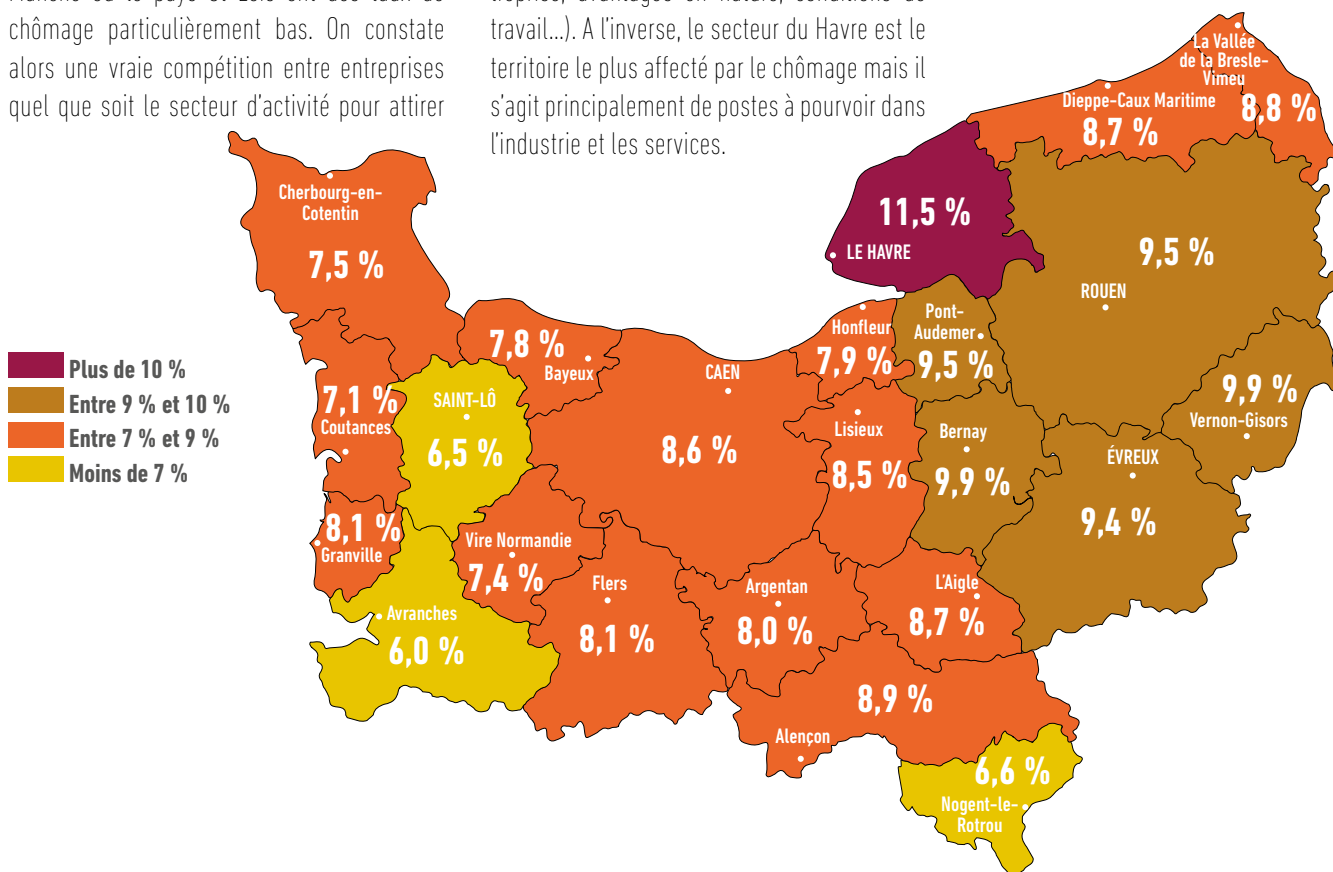 chômage particulièrement bas. On constate
alors une vraie compétition entre entreprises
quel que soit le secteur d'activité pour attirer
travail...). A l'inverse, le secteur du Havre est le
territoire le plus affecté par le chômage mais il
s'agit principalement de postes à pourvoir dans
l'industrie et les services.
La Vallée
de la Bresle-
Vimeu
8,8 %
Dieppe-Caux Maritime
8,7 %
Cherbourg-en-
Cotentin
7,5 %
11,5 %
LE HAVRE
9,5 %
ROUEN
Plus de 10 %
Entre 9 % et 10 %
Entre 7 % et 9 %
Moins de 7 %
7,8 %
Bayeux
Honfleur
7,9 %
Pont-
Audemer
9,5 %
7,1 %
Coutances
SAINT-LÔ
6,5 %
CAEN
8,6 %
Lisieux
8,5 %
Bernay
9,9 %
9,9 %
Vernon-Gisors
ÉVREUX
9,4 %
8,1 %
Granville
Vire Normandie
7,4 %
Avranches
6,0 %
Flers
8,1 %
Argentan
8,0 %
L'Aigle
8,7 %
8,9 %
Alençon
6,6 %
Nogent-le-
Rotrou